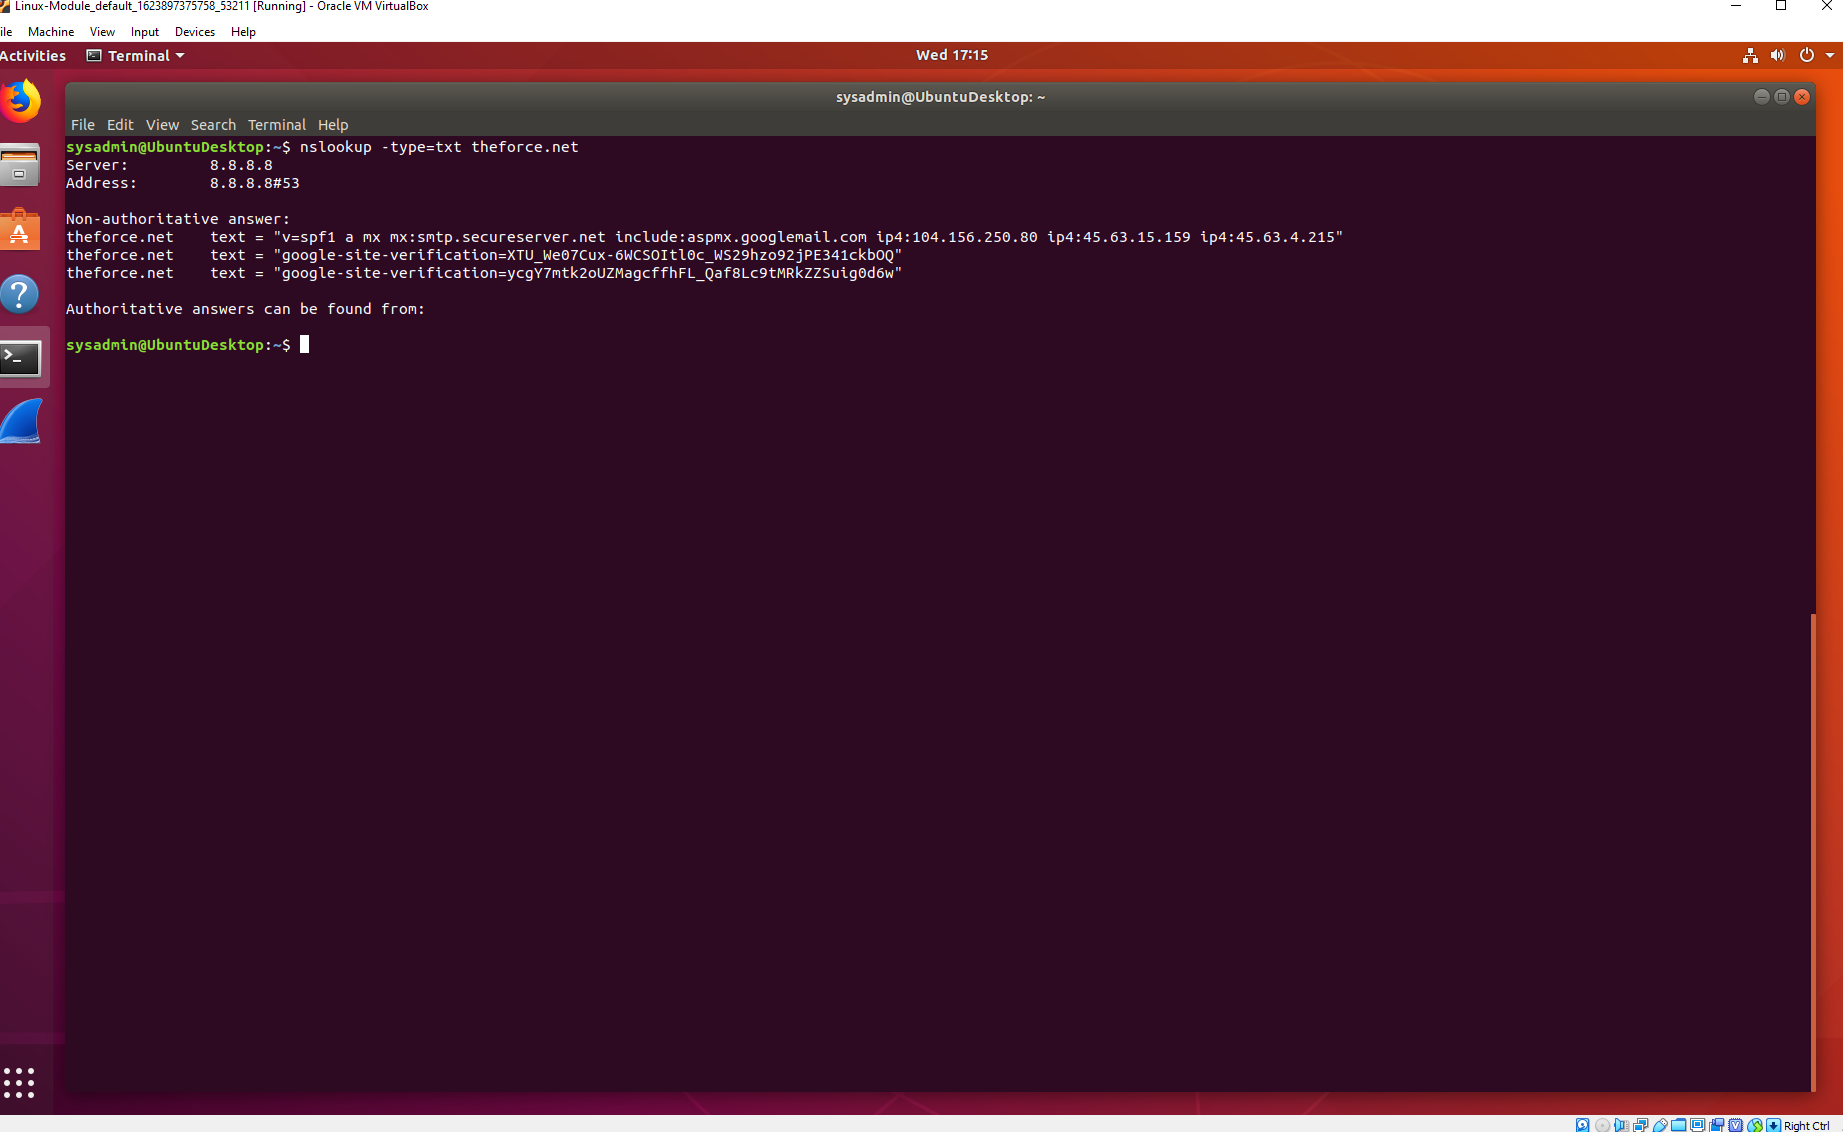 Linux-Module_default_1623897375758_53211 [Running] - Oracle VM VirtualBox
ile Machine View Input Devices Help
Activities Terminal Wed 17:15
sysadmin@UbuntuDesktop: ~
File Edit View Search Terminal Help
sysadmin@UbuntuDesktop:~$ nslookup -type=txt theforce.net
Server: 8.8.8.8
Address: 8.8.8.8#53
Non-authoritative answer:
theforce.net text = "v=spf1 a mx mx:smtp.secureserver.net include:aspmx.googlemail.com ip4:104.156.250.80 ip4:45.63.15.159 ip4:45.63.4.215"
theforce.net text = "google-site-verification=XTU_We07Cux-6WCSOItl0c_WS29hzo92jPE341ckbOQ"
theforce.net text = "google-site-verification=ycgY7mtk2oUZMagcffhFL_Qaf8Lc9tMRkZZSuig0d6w"
Authoritative answers can be found from:
sysadmin@UbuntuDesktop:~$
Right Ctrl